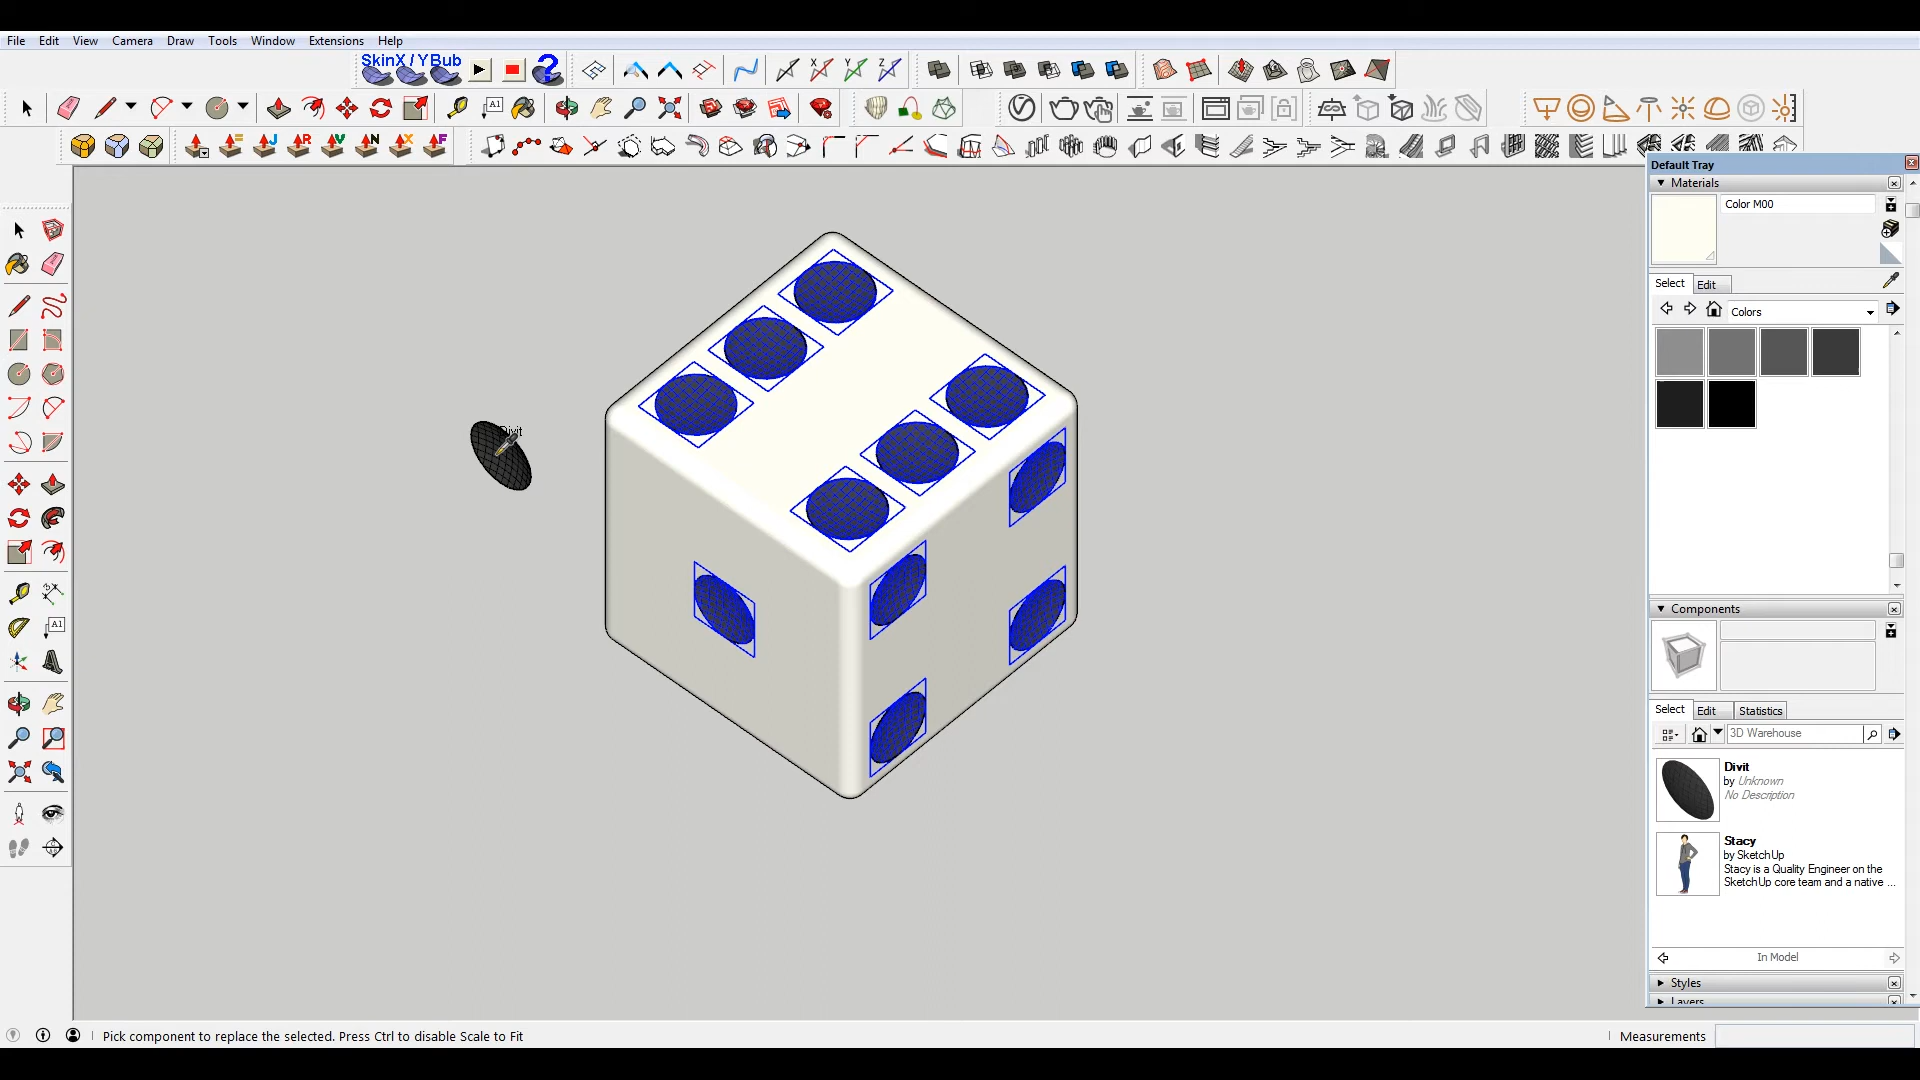 File Edit View Camera Draw Tools Window Extensions Help
SkinX / YBub
?
X Y Z
A1
J R V N X F
Default Tray
Materials
Color M00
Select Edit
Colors
Divit
A1
Components
Select Edit Statistics
3D Warehouse
Divit
by Unknown
No Description
Stacy
by SketchUp
Stacy is a Quality Engineer on the
SketchUp core team and a native ...
In Model
Styles
Layers
Pick component to replace the selected. Press Ctrl to disable Scale to Fit
Measurements